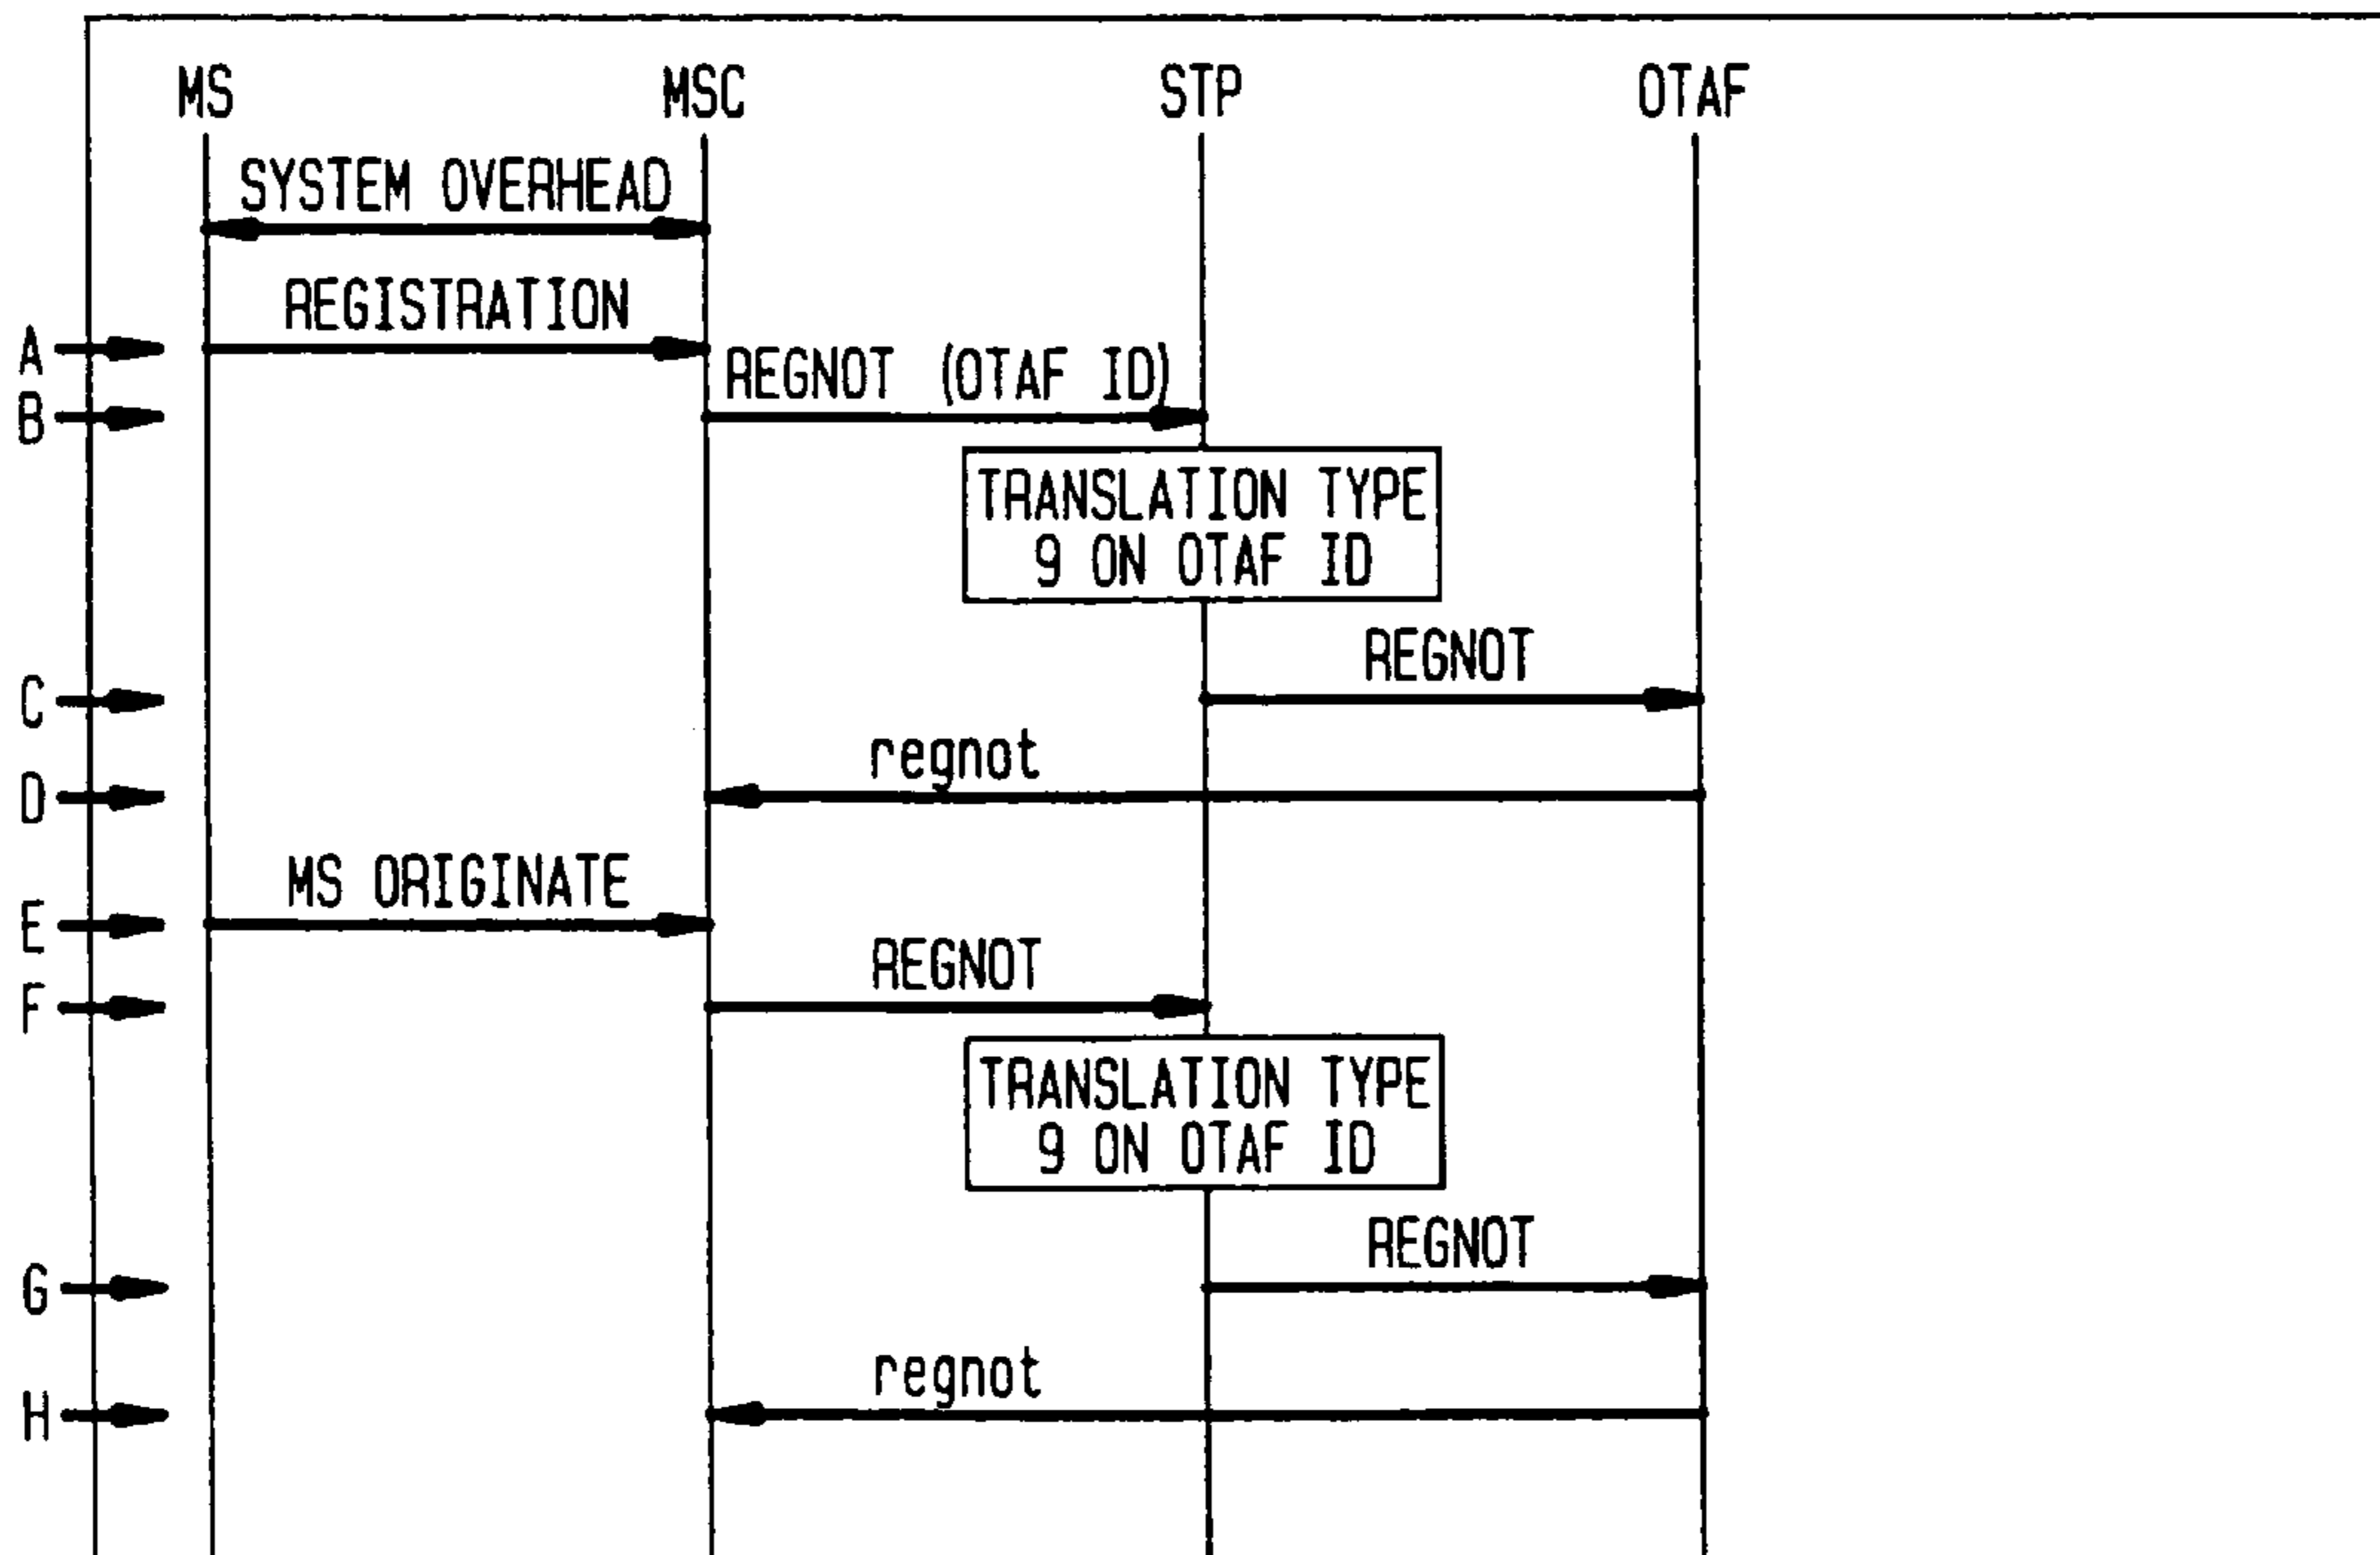 MS MSC STP OTAF
SYSTEM OVERHEAD
REGISTRATION
A
REGNOT (OTAF ID)
B
TRANSLATION TYPE
9 ON OTAF ID
REGNOT
C
regnot
D
MS ORIGINATE
E
REGNOT
F
TRANSLATION TYPE
9 ON OTAF ID
REGNOT
G
regnot
H